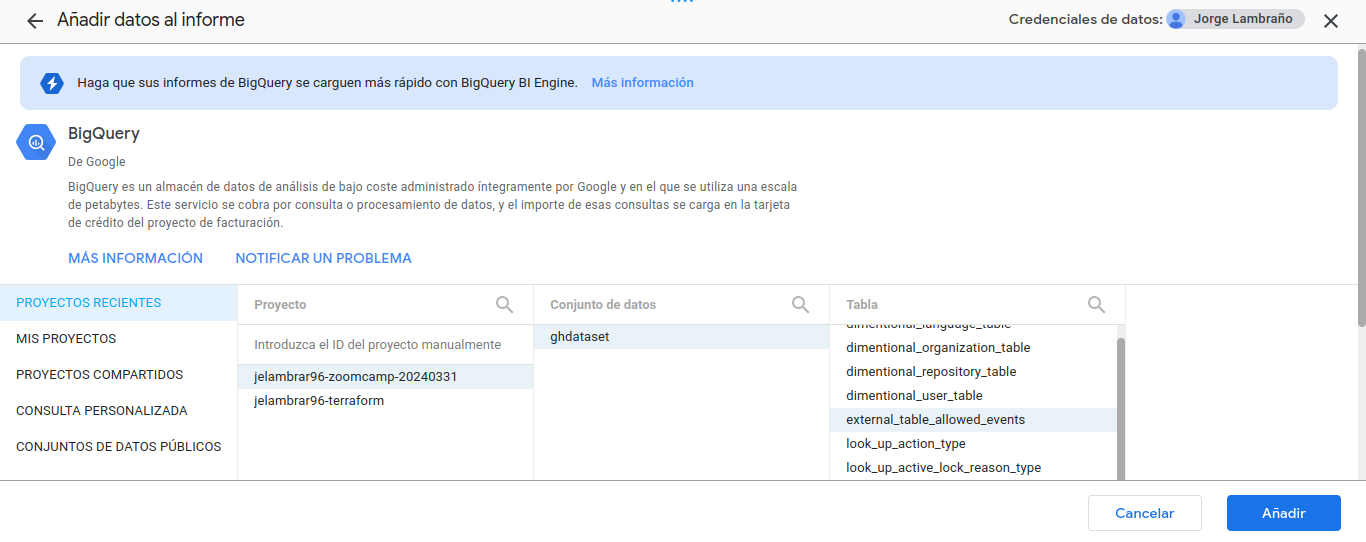 Añadir datos al informe
Credenciales de datos: Jorge Lambraño
Haga que sus informes de BigQuery se carguen más rápido con BigQuery BI Engine. Más información
BigQuery
De Google
BigQuery es un almacén de datos de análisis de bajo coste administrado íntegramente por Google y en el que se utiliza una escala
de petabytes. Este servicio se cobra por consulta o procesamiento de datos, y el importe de esas consultas se carga en la tarjeta
de crédito del proyecto de facturación.
MÁS INFORMACIÓN NOTIFICAR UN PROBLEMA
PROYECTOS RECIENTES
MIS PROYECTOS
PROYECTOS COMPARTIDOS
CONSULTA PERSONALIZADA
CONJUNTOS DE DATOS PÚBLICOS
Proyecto
Introduzca el ID del proyecto manualmente
jelambrar96-zoomcamp-20240331
jelambrar96-terraform
Conjunto de datos
ghdataset
Tabla
dimentional_language_table
dimentional_organization_table
dimentional_repository_table
dimentional_user_table
external_table_allowed_events
look_up_action_type
look_up_active_lock_reason_type
Cancelar
Añadir